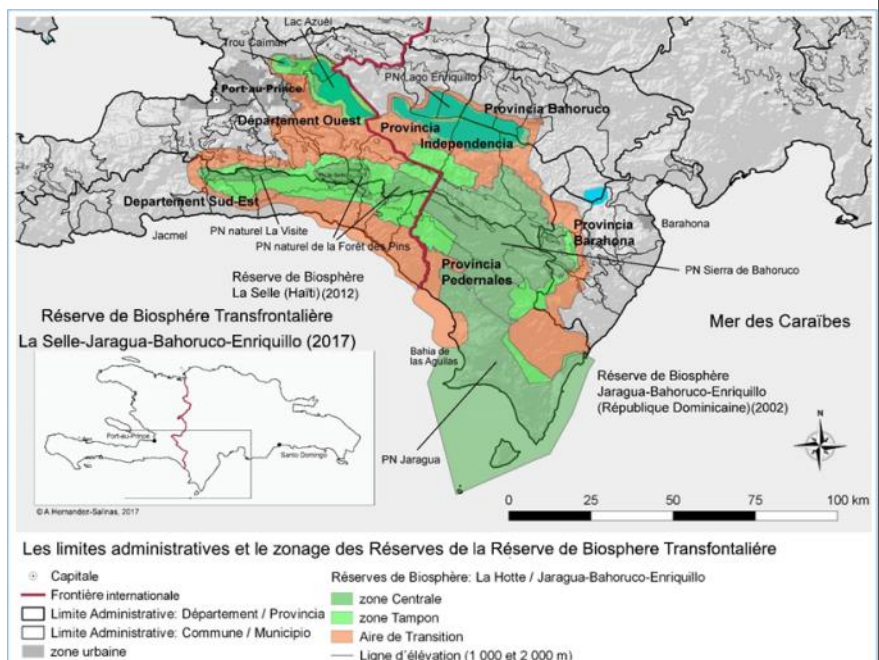 Lac Azuéi
Trou Caïman
PN Lago Enriquillo
Port-au-Prince
Provincia Bahoruco
Département Ouest
Provincia
Independencia
Departement Sud-Est
Jacmel
PN naturel La Visite
PN naturel de la Forêt des Pins
Provincia
Barahona
Barahona
PN Sierra de Bahoruco
Provincia
Pedernales
Réserve de Biosphère
La Selle (Haïti)(2012)
Réserve de Biosphére Transfrontalière
La Selle-Jaragua-Bahoruco-Enriquillo (2017)
Mer des Caraïbes
Bahia de
las Aguilas
Réserve de Biosphère
Jaragua-Bahoruco-Enriquillo
(République Dominicaine)(2002)
PN Jaragua
Port-au-Prince
Santo Domingo
N
0 25 50 75 100 km
© A Hernandez-Salinas, 2017
Les limites administratives et le zonage des Réserves de la Réserve de Biosphere Transfontaliére
Capitale
Frontière internationale
Limite Administrative: Département / Provincia
Limite Administrative: Commune / Municipio
zone urbaine
Réserves de Biosphère: La Hotte / Jaragua-Bahoruco-Enriquillo
zone Centrale
zone Tampon
Aire de Transition
Ligne d´élévation (1 000 et 2 000 m)